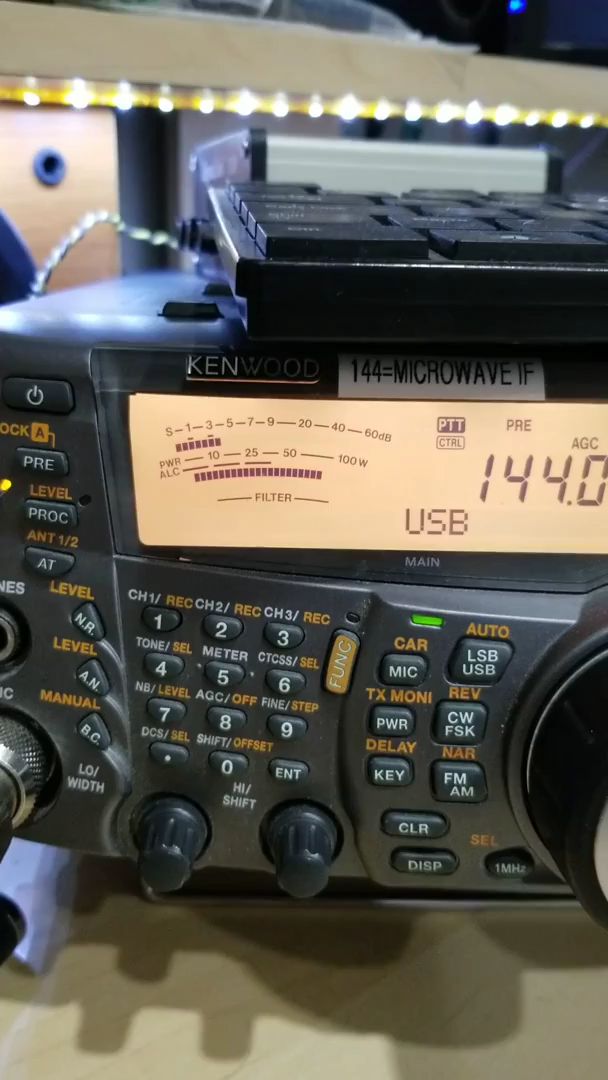 KENWOOD
144=MICROWAVE IF
S-1-3-5-7-9-20-40-60dB
PWR 10 25 50 100W
ALC
FILTER
PTT
CTRL
PRE
AGC
144.0
USB
MAIN
OCK A
PRE
LEVEL
PROC
ANT 1/2
AT
NES
LEVEL
N.R.
LEVEL
A.N.
IC
MANUAL
B.C.
LO/
WIDTH
CH1/ REC CH2/ REC CH3/ REC
1 2 3
TONE/ SEL METER CTCSS/ SEL
4 5 6
NB/ LEVEL AGC/ OFF FINE/ STEP
7 8 9
DCS/ SEL SHIFT/ OFFSET
. 0 ENT
HI/
SHIFT
FUNC
CAR
MIC
AUTO
LSB
USB
TX MONI
PWR
REV
CW
FSK
DELAY
KEY
NAR
FM
AM
CLR
SEL
DISP
1MHz